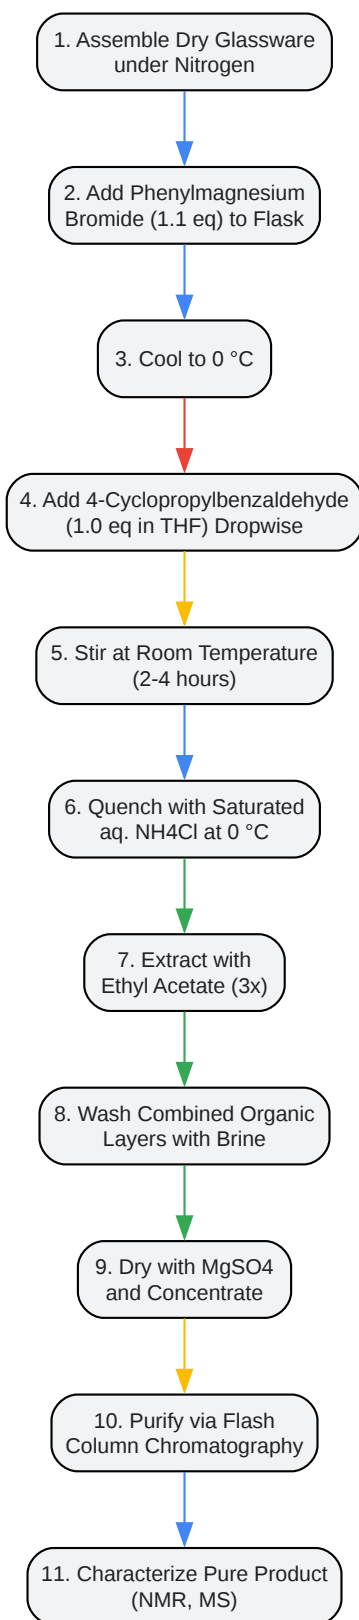 1. Assemble Dry Glassware
under Nitrogen
2. Add Phenylmagnesium
Bromide (1.1 eq) to Flask
3. Cool to 0 °C
4. Add 4-Cyclopropylbenzaldehyde
(1.0 eq in THF) Dropwise
5. Stir at Room Temperature
(2-4 hours)
6. Quench with Saturated
aq. NH4Cl at 0 °C
7. Extract with
Ethyl Acetate (3x)
8. Wash Combined Organic
Layers with Brine
9. Dry with MgSO4
and Concentrate
10. Purify via Flash
Column Chromatography
11. Characterize Pure Product
(NMR, MS)